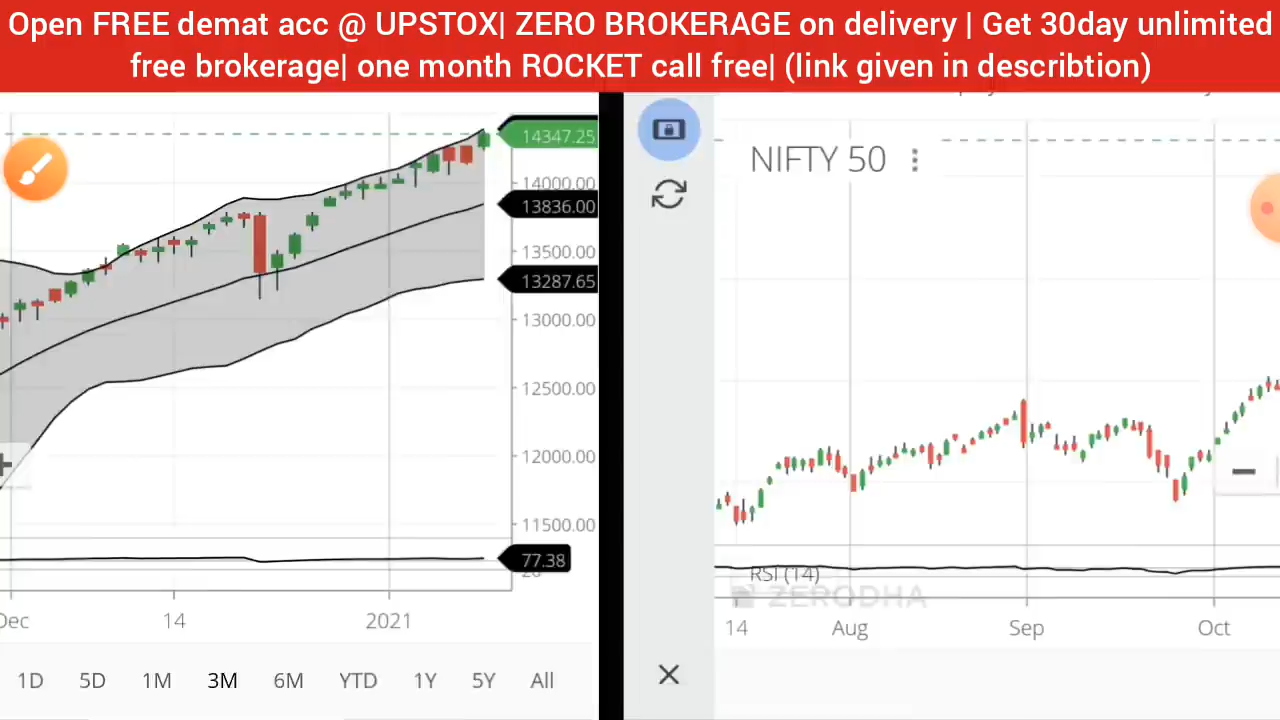 Open FREE demat acc @ UPSTOX| ZERO BROKERAGE on delivery | Get 30day unlimited
free brokerage| one month ROCKET call free| (link given in describtion)
14347.25
14000.00
13836.00
13500.00
13287.65
13000.00
12500.00
12000.00
11500.00
77.38
Dec
14
2021
1D
5D
1M
3M
6M
YTD
1Y
5Y
All
NIFTY 50
RSI (14)
ZERODHA
14
Aug
Sep
Oct